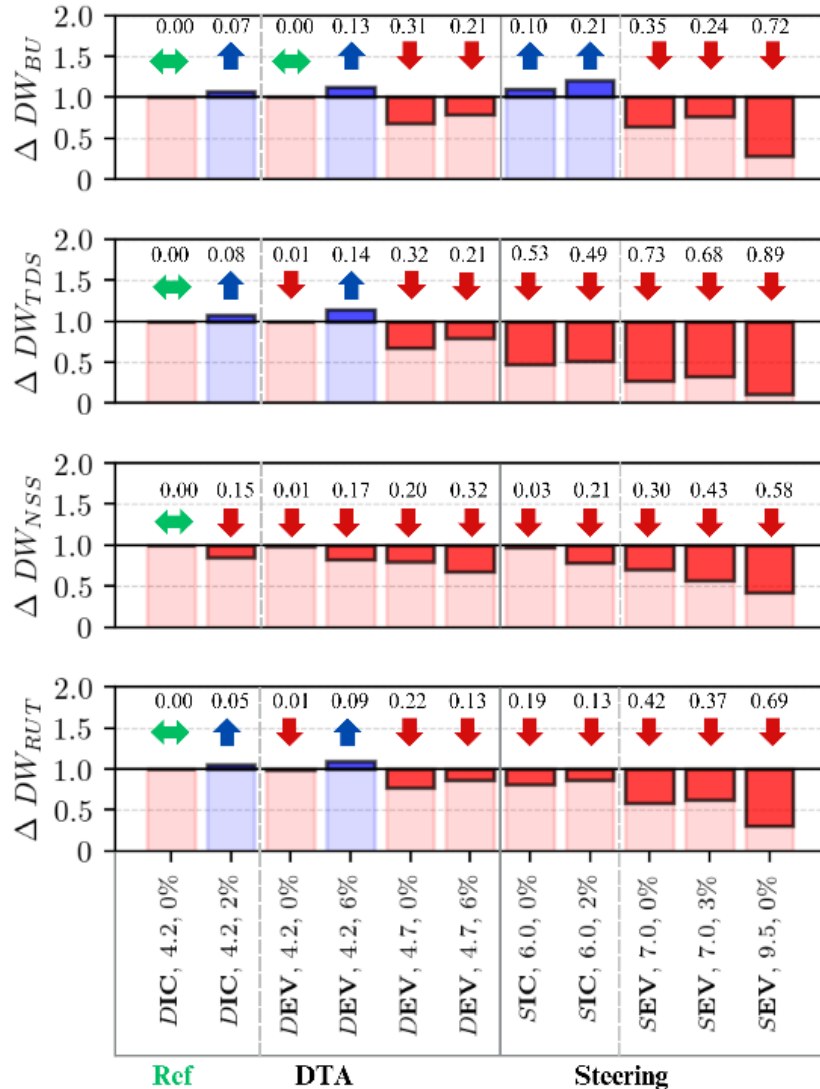 0.00 0.07 0.00 0.13 0.31 0.21 0.10 0.21 0.35 0.24 0.72
2.0
1.5
1.0
0.5
0
Δ DW_BU
0.00 0.08 0.01 0.14 0.32 0.21 0.53 0.49 0.73 0.68 0.89
2.0
1.5
1.0
0.5
0
Δ DW_TDS
0.00 0.15 0.01 0.17 0.20 0.32 0.03 0.21 0.30 0.43 0.58
2.0
1.5
1.0
0.5
0
Δ DW_NSS
0.00 0.05 0.01 0.09 0.22 0.13 0.19 0.13 0.42 0.37 0.69
2.0
1.5
1.0
0.5
0
Δ DW_RUT
DIC, 4.2, 0%
DIC, 4.2, 2%
DEV, 4.2, 0%
DEV, 4.2, 6%
DEV, 4.7, 0%
DEV, 4.7, 6%
SIC, 6.0, 0%
SIC, 6.0, 2%
SEV, 7.0, 0%
SEV, 7.0, 3%
SEV, 9.5, 0%
Ref DTA Steering